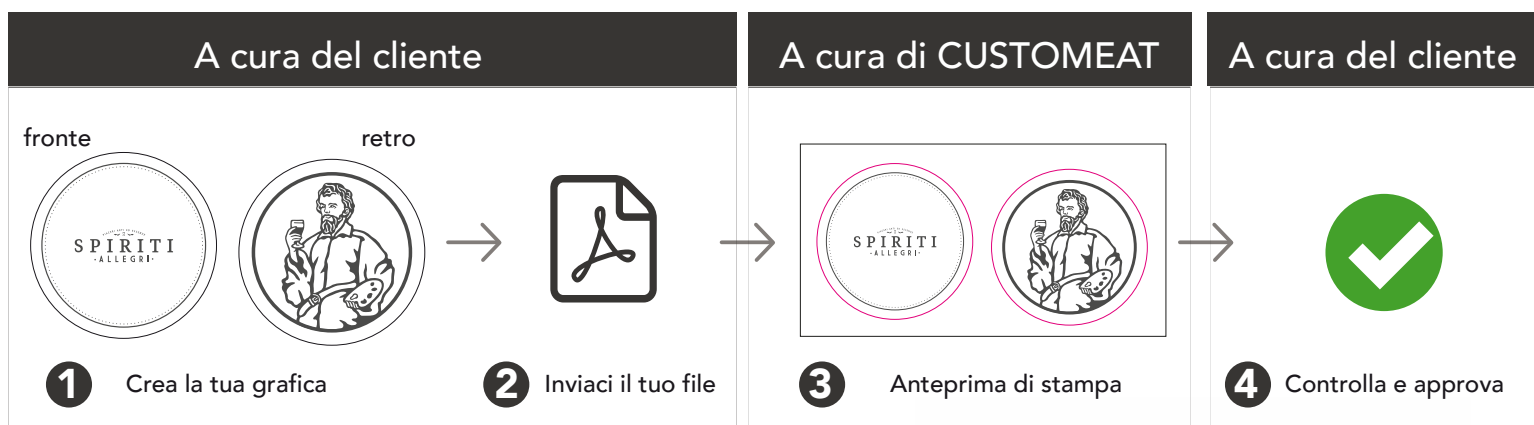 A cura del cliente
A cura di CUSTOMEAT
A cura del cliente
fronte
retro
SPIRITI
·ALLEGRI·
SPIRITI
·ALLEGRI·
1 Crea la tua grafica
2 Inviaci il tuo file
3 Anteprima di stampa
4 Controlla e approva